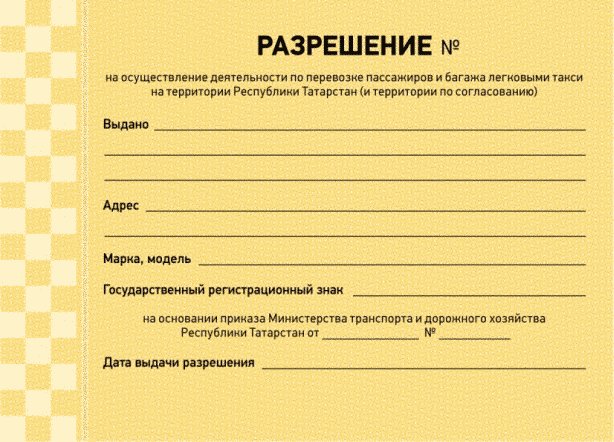 РАЗРЕШЕНИЕ №
на осуществление деятельности по перевозке пассажиров и багажа легковыми такси
на территории Республики Татарстан (и территории по согласованию)
Выдано
Адрес
Марка, модель
Государственный регистрационный знак
на основании приказа Министерства транспорта и дорожного хозяйства
Республики Татарстан от № 
Дата выдачи разрешения